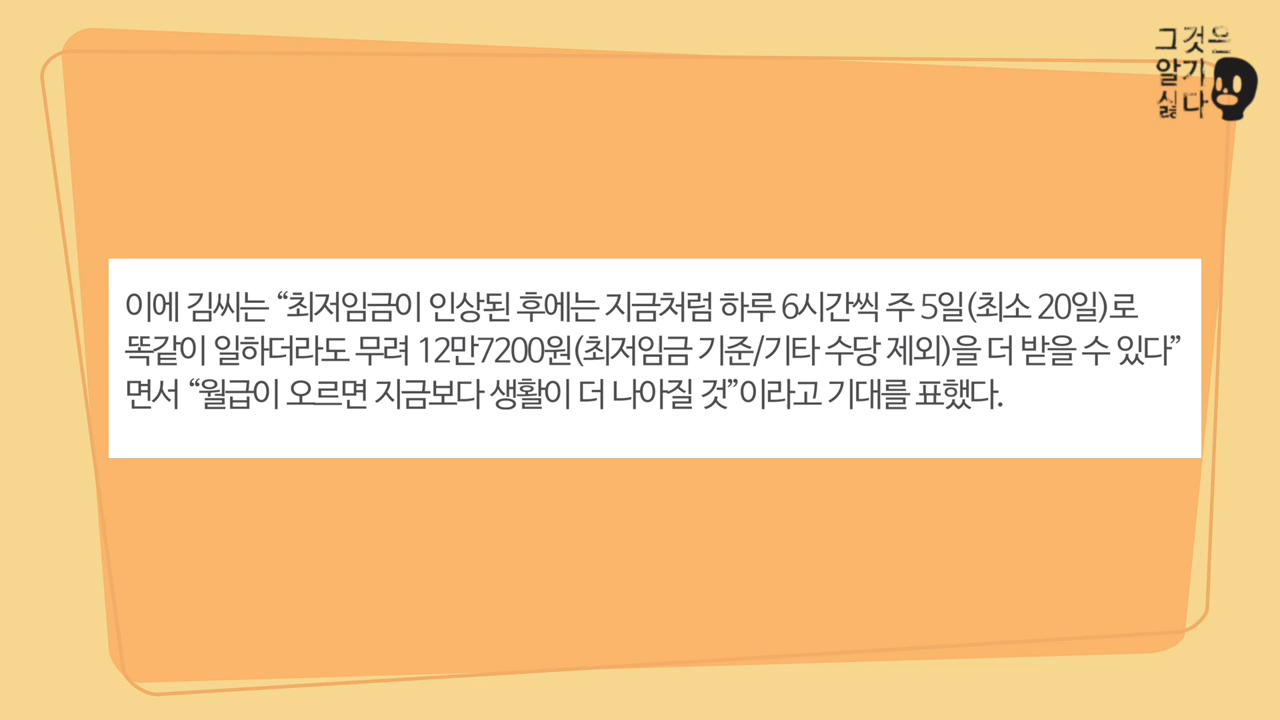 그것은
알기
싫다
이에 김씨는 “최저임금이 인상된 후에는 지금처럼 하루 6시간씩 주 5일(최소 20일)로
똑같이 일하더라도 무려 12만7200원(최저임금 기준/기타 수당 제외)을 더 받을 수 있다”
면서 “월급이 오르면 지금보다 생활이 더 나아질 것”이라고 기대를 표했다.